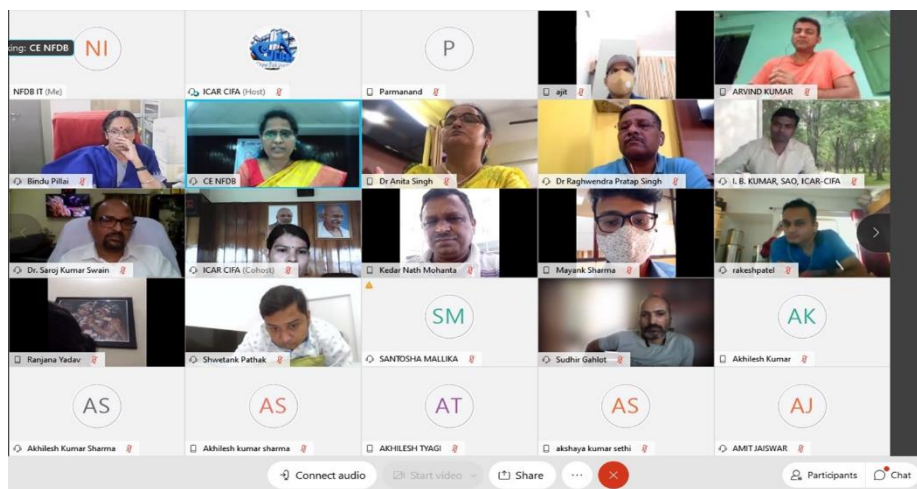 king: CE NFDB
NI
NFDB IT (Me)
ICAR CIFA (Host)
P
Parmanand
ajit
ARVIND KUMAR
Bindu Pillai
CE NFDB
Dr Anita Singh
Dr Raghwendra Pratap Singh
I. B. KUMAR, SAO, ICAR-CIFA
Dr. Saroj Kumar Swain
ICAR CIFA (Cohost)
Kedar Nath Mohanta
Mayank Sharma
rakeshpatel
Ranjana Yadav
Shwetank Pathak
SM
SANTOSHA MALLIKA
Sudhir Gahlot
AK
Akhilesh Kumar
AS
Akhilesh Kumar Sharma
AS
Akhilesh kumar sharma
AT
AKHILESH TYAGI
AS
akshaya kumar sethi
AJ
AMIT JAISWAR
Connect audio
Start video
Share
Participants
Chat